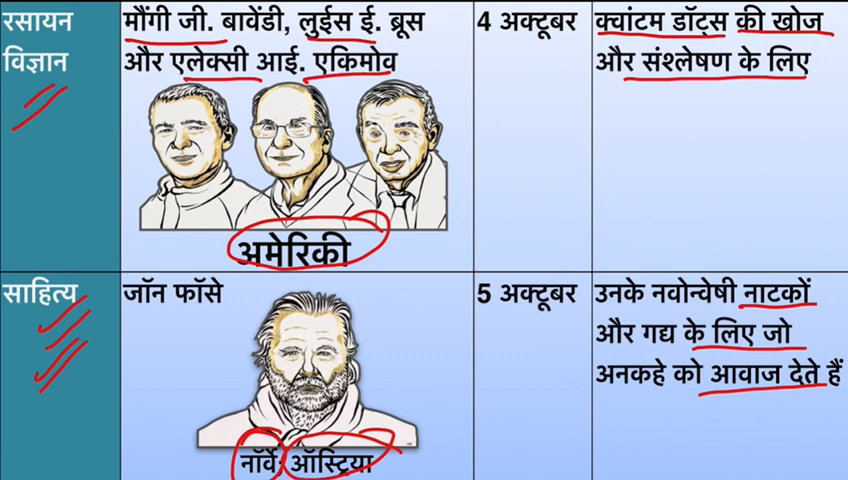 रसायन
विज्ञान
मौंगी जी. बावेंडी, लुईस ई. ब्रूस
और एलेक्सी आई. एकिमोव
अमेरिकी
4 अक्टूबर
क्वांटम डॉट्स की खोज
और संश्लेषण के लिए
साहित्य
जॉन फॉसे
नॉर्वे, ऑस्ट्रिया
5 अक्टूबर
उनके नवोन्वेषी नाटकों
और गद्य के लिए जो
अनकहे को आवाज देते हैं